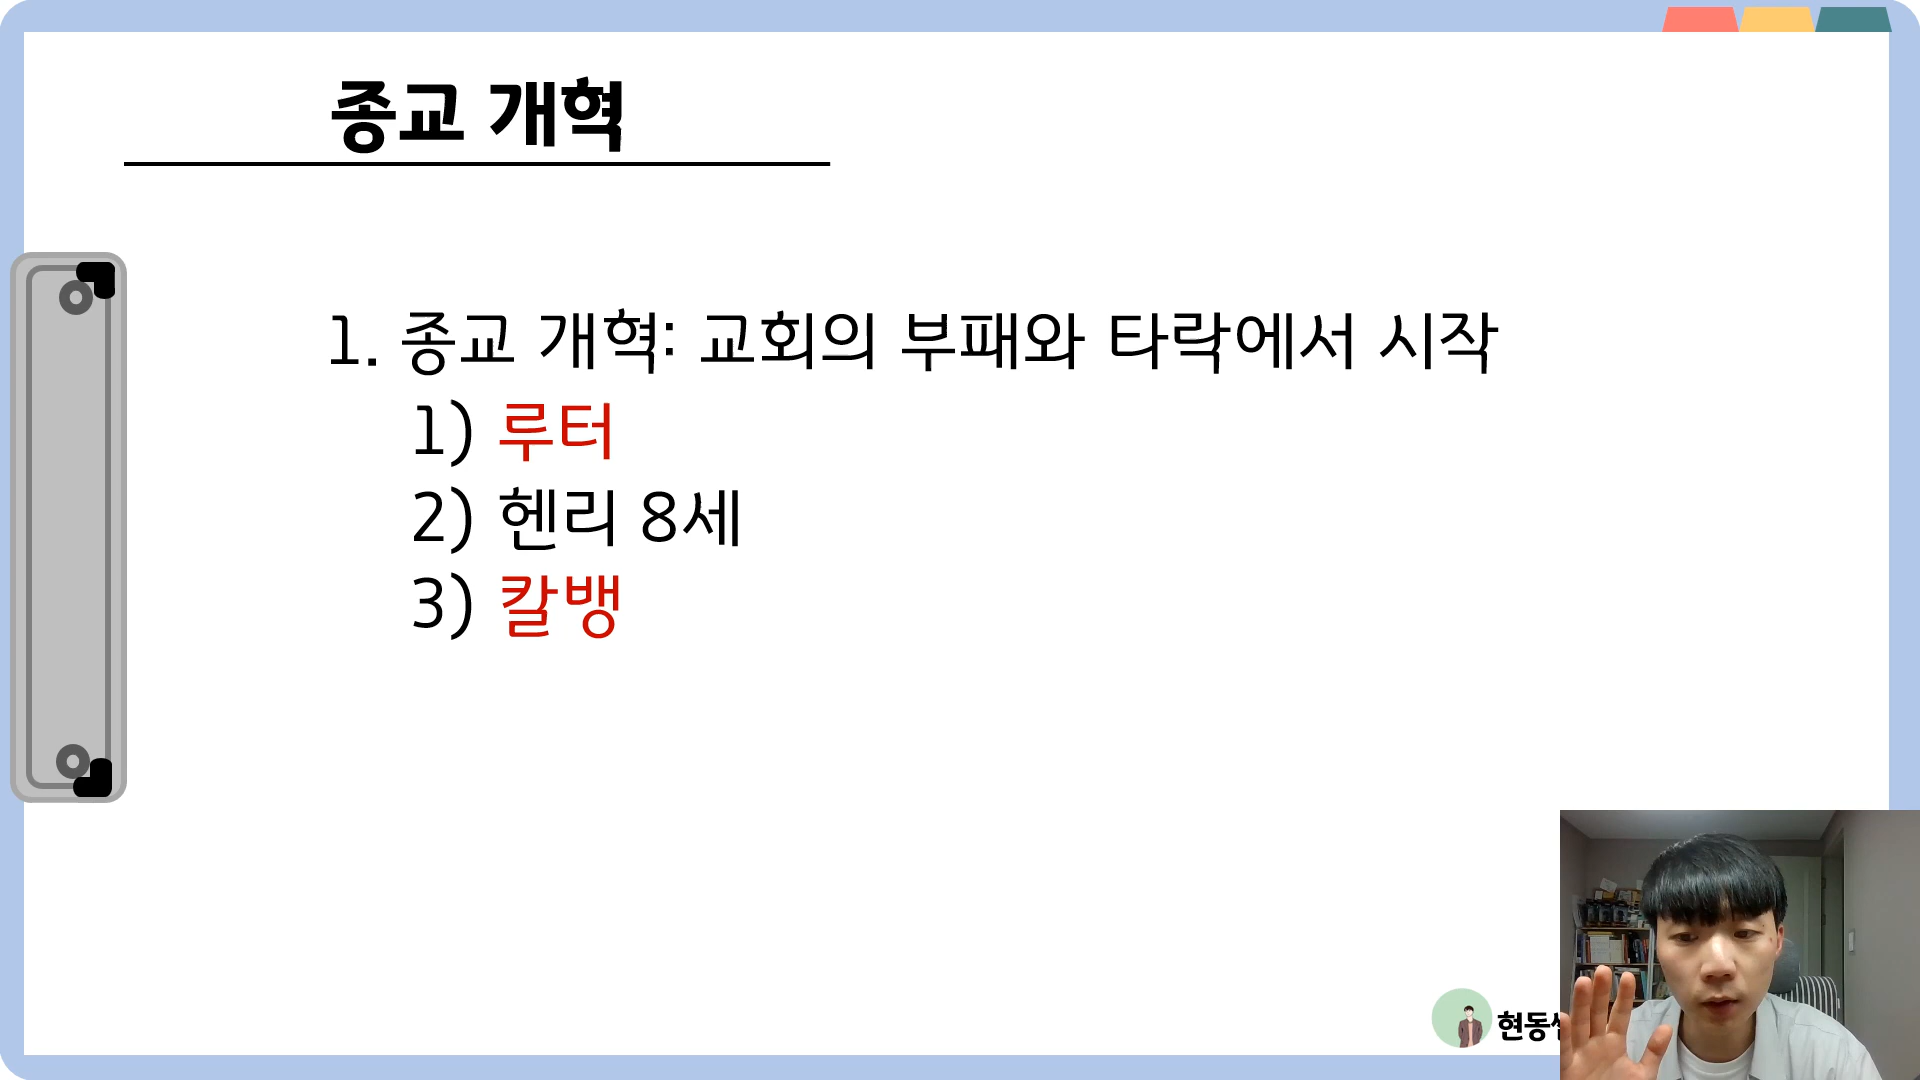 종교 개혁
1. 종교 개혁: 교회의 부패와 타락에서 시작
1) 루터
2) 헨리 8세
3) 칼뱅